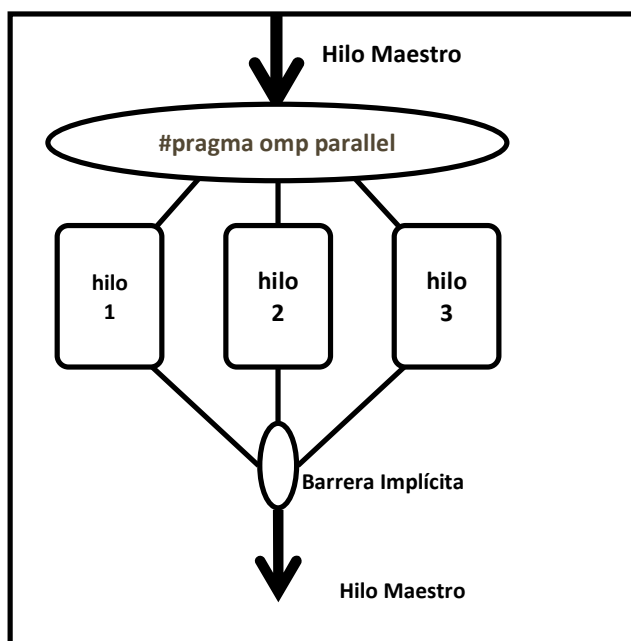 Hilo Maestro
#pragma omp parallel
hilo
1
hilo
2
hilo
3
Barrera Implícita
Hilo Maestro